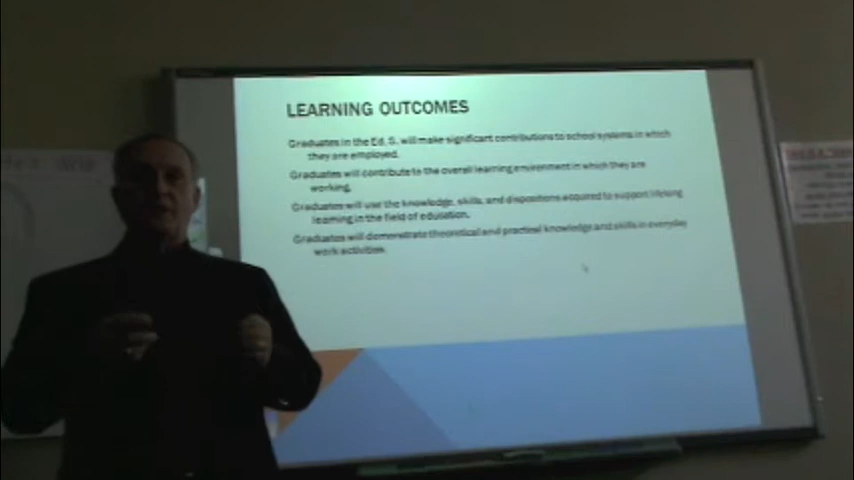 LEARNING OUTCOMES
Graduates in the Ed. S. will make significant contributions to school systems in which
they are employed.
Graduates will contribute to the overall learning environment in which they are
working.
Graduates will use the knowledge, skills, and dispositions acquired to support lifelong
learning in the field of education.
Graduates will demonstrate theoretical and practical knowledge and skills in everyday
work activities.